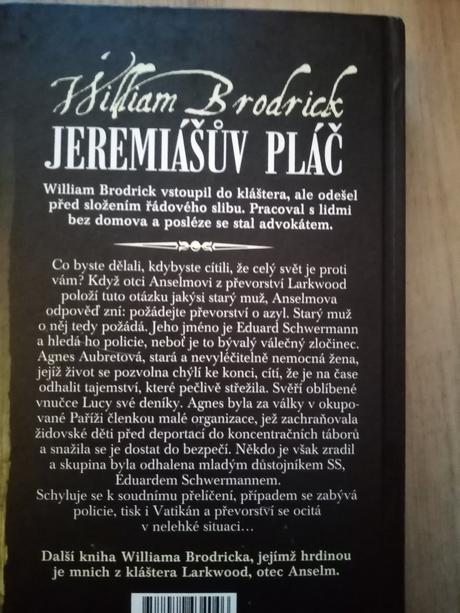 William Brodrick
JEREMIÁŠŮV PLÁČ
William Brodrick vstoupil do kláštera, ale odešel
před složením řádového slibu. Pracoval s lidmi
bez domova a posléze se stal advokátem.
Co byste dělali, kdybyste cítili, že celý svět je proti
vám? Když otci Anselmovi z převorství Larkwood
položí tuto otázku jakýsi starý muž, Anselmova
odpověď zní: požádejte převorství o azyl. Starý muž
o něj tedy požádá. Jeho jméno je Eduard Schwermann
a hledá ho policie, neboť je to bývalý válečný zločinec.
Agnes Aubretová, stará a nevyléčitelně nemocná žena,
jejíž život se pozvolna chýlí ke konci, cítí, že je na čase
odhalit tajemství, které pečlivě střežila. Svěří oblíbené
vnučce Lucy své deníky. Agnes byla za války v okupo-
vané Paříži členkou malé organizace, jež zachraňovala
židovské děti před deportací do koncentračních táborů
a snažila se je dostat do bezpečí. Někdo je však zradil
a skupina byla odhalena mladým důstojníkem SS,
Eduardem Schwermannem.
Schyluje se k soudnímu přelíčení, případem se zabývá
policie, tisk i Vatikán a převorství se ocitá
v nelehké situaci...
Další kniha Williama Brodricka, jejímž hrdinou
je mnich z kláštera Larkwood, otec Anselm.